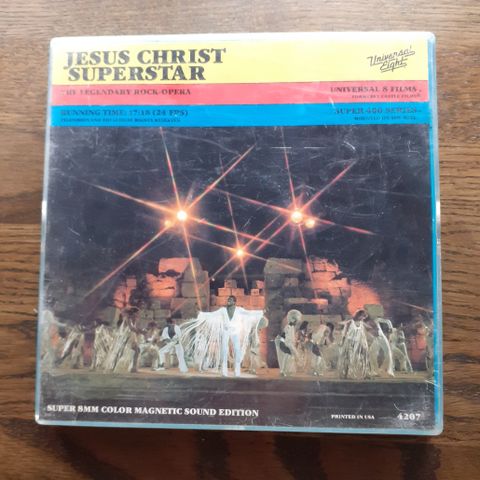 JESUS CHRIST
SUPERSTAR
Universal
Eight
THE LEGENDARY ROCK-OPERA
UNIVERSAL 8 FILMS
RUNNING TIME: 17:18 (24 FPS)
SUPER 400 SERIES
SUPER 8MM COLOR MAGNETIC SOUND EDITION
PRINTED IN USA
4207